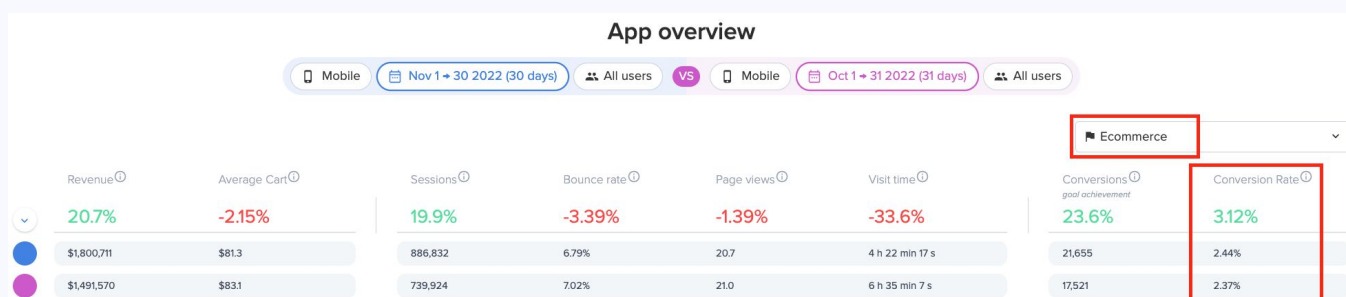 App overview
Mobile Nov 1 → 30 2022 (30 days) All users VS Mobile Oct 1 → 31 2022 (31 days) All users
Ecommerce
Revenue Average Cart Sessions Bounce rate Page views Visit time Conversions Conversion Rate
goal achievement
20.7% -2.15% 19.9% -3.39% -1.39% -33.6% 23.6% 3.12%
$1,800,711 $81.3 886,832 6.79% 20.7 4 h 22 min 17 s 21,655 2.44%
$1,491,570 $83.1 739,924 7.02% 21.0 6 h 35 min 7 s 17,521 2.37%